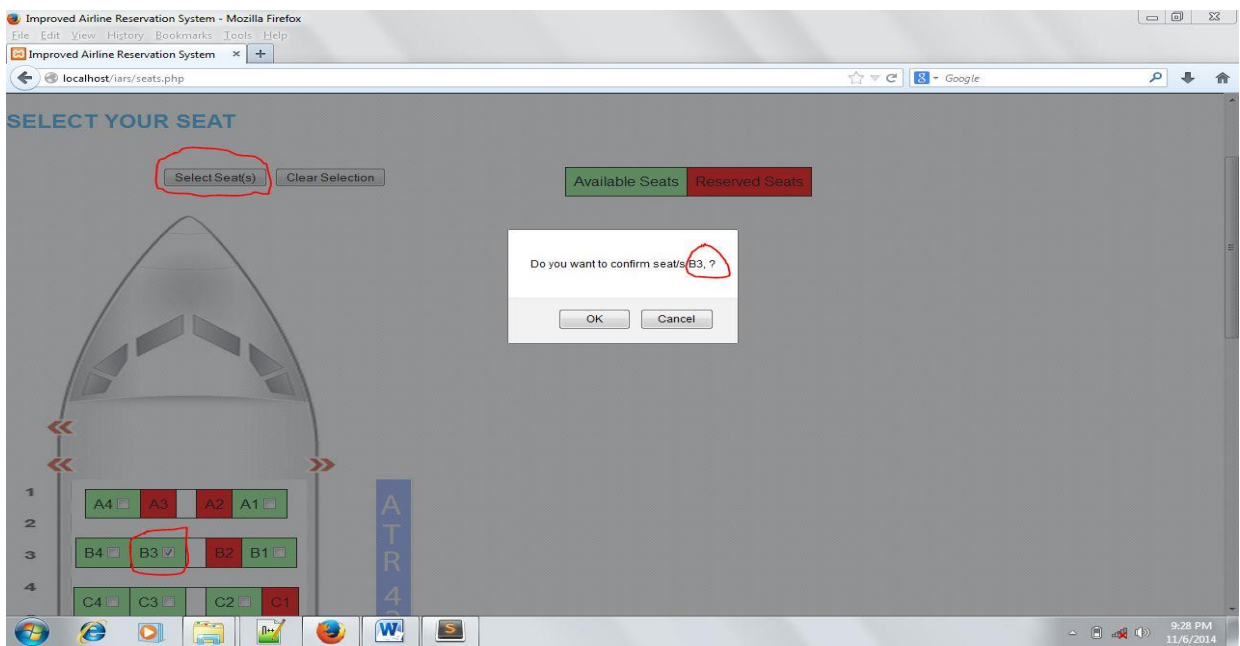 Improved Airline Reservation System - Mozilla Firefox
File Edit View History Bookmarks Tools Help
Improved Airline Reservation System × +
localhost/iars/seats.php
Google
SELECT YOUR SEAT
Select Seat(s) Clear Selection
Available Seats Reserved Seats
Do you want to confirm seat/s B3, ?
OK Cancel
1
A4 A3 A2 A1
2
3
B4 B3 B2 B1
4
C4 C3 C2 C1
ATR 4
9:28 PM
11/6/2014